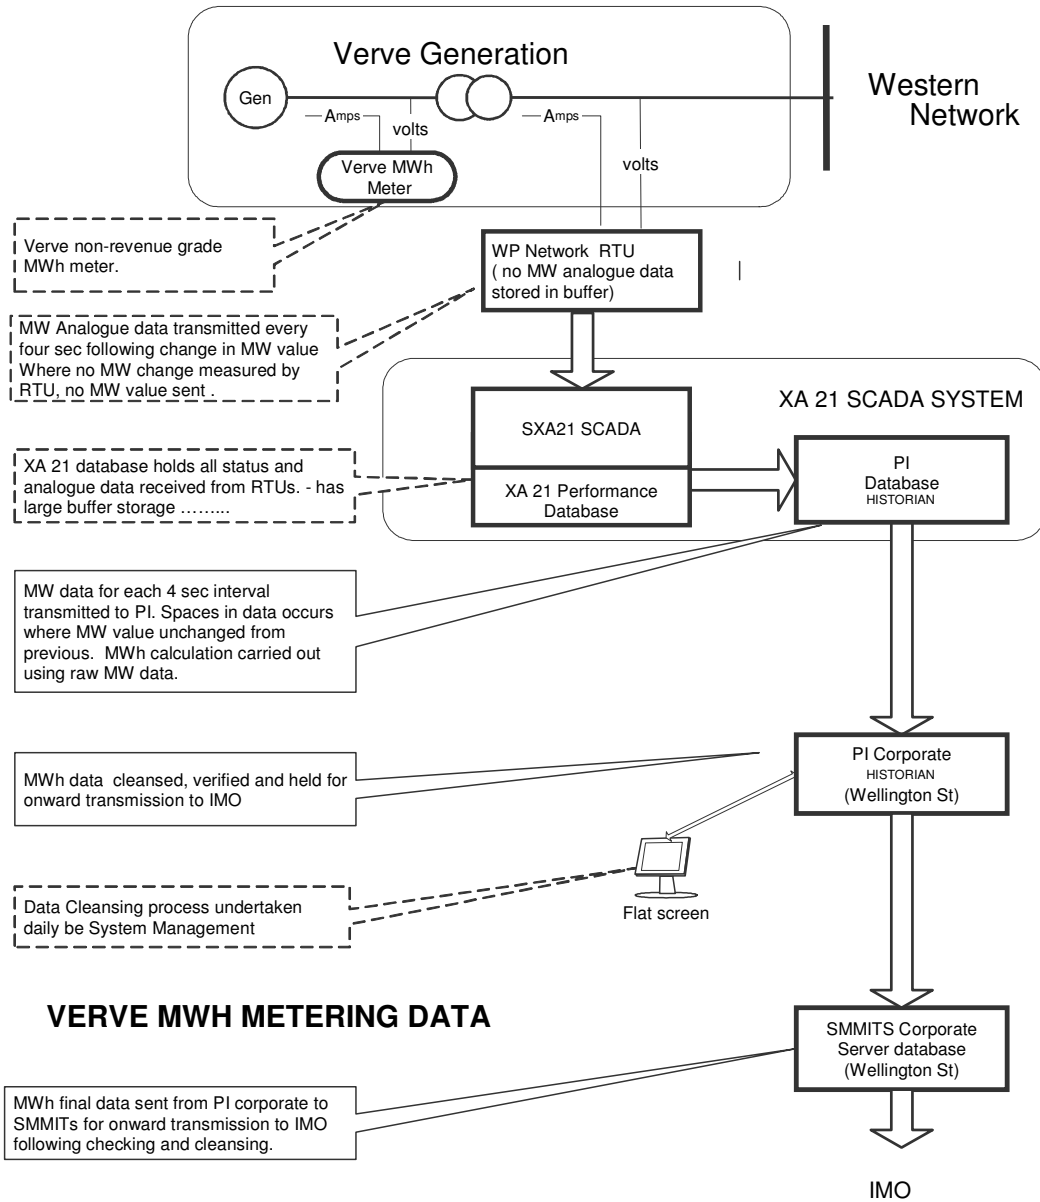 Verve Generation
Western
Network
Gen
Amps
volts
Amps
volts
Verve MWh
Meter
Verve non-revenue grade
MWh meter.
WP Network RTU
( no MW analogue data
stored in buffer)
|
MW Analogue data transmitted every
four sec following change in MW value
Where no MW change measured by
RTU, no MW value sent .
XA 21 SCADA SYSTEM
SXA21 SCADA
XA 21 Performance
Database
PI
Database
HISTORIAN
XA 21 database holds all status and
analogue data received from RTUs. - has
large buffer storage ……...
MW data for each 4 sec interval
transmitted to PI. Spaces in data occurs
where MW value unchanged from
previous. MWh calculation carried out
using raw MW data.
PI Corporate
HISTORIAN
(Wellington St)
MWh data cleansed, verified and held for
onward transmission to IMO
Flat screen
Data Cleansing process undertaken
daily be System Management
VERVE MWH METERING DATA
SMMITS Corporate
Server database
(Wellington St)
MWh final data sent from PI corporate to
SMMITs for onward transmission to IMO
following checking and cleansing.
IMO